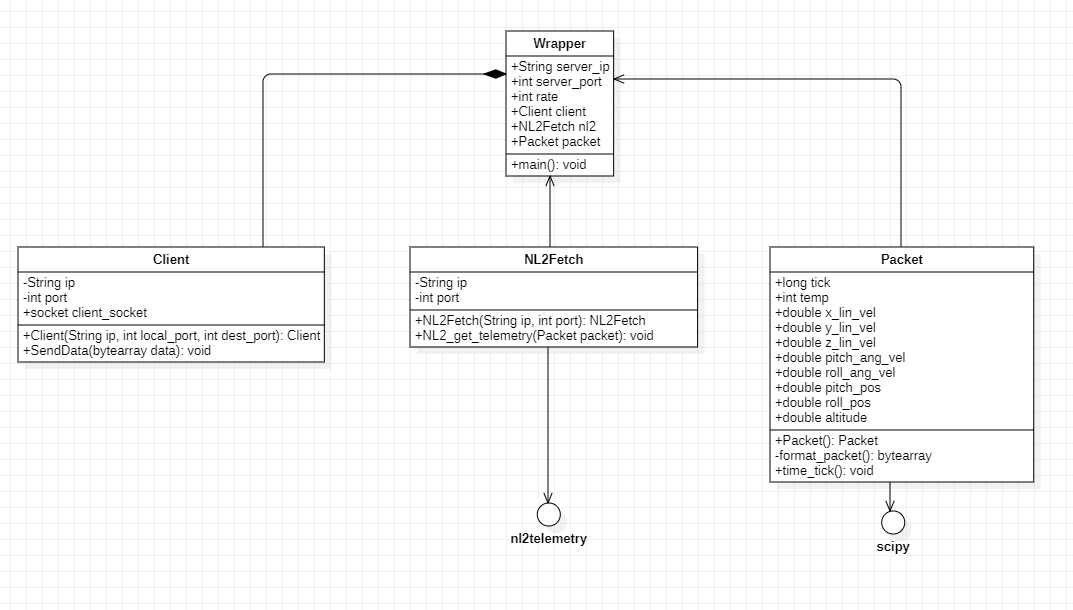 Wrapper
+String server_ip
+int server_port
+int rate
+Client client
+NL2Fetch nl2
+Packet packet
+main(): void
Client
-String ip
-int port
+socket client_socket
+Client(String ip, int local_port, int dest_port): Client
+SendData(bytearray data): void
NL2Fetch
-String ip
-int port
+NL2Fetch(String ip, int port): NL2Fetch
+NL2_get_telemetry(Packet packet): void
Packet
+long tick
+int temp
+double x_lin_vel
+double y_lin_vel
+double z_lin_vel
+double pitch_ang_vel
+double roll_ang_vel
+double pitch_pos
+double roll_pos
+double altitude
+Packet(): Packet
-format_packet(): bytearray
+time_tick(): void
nl2telemetry
scipy